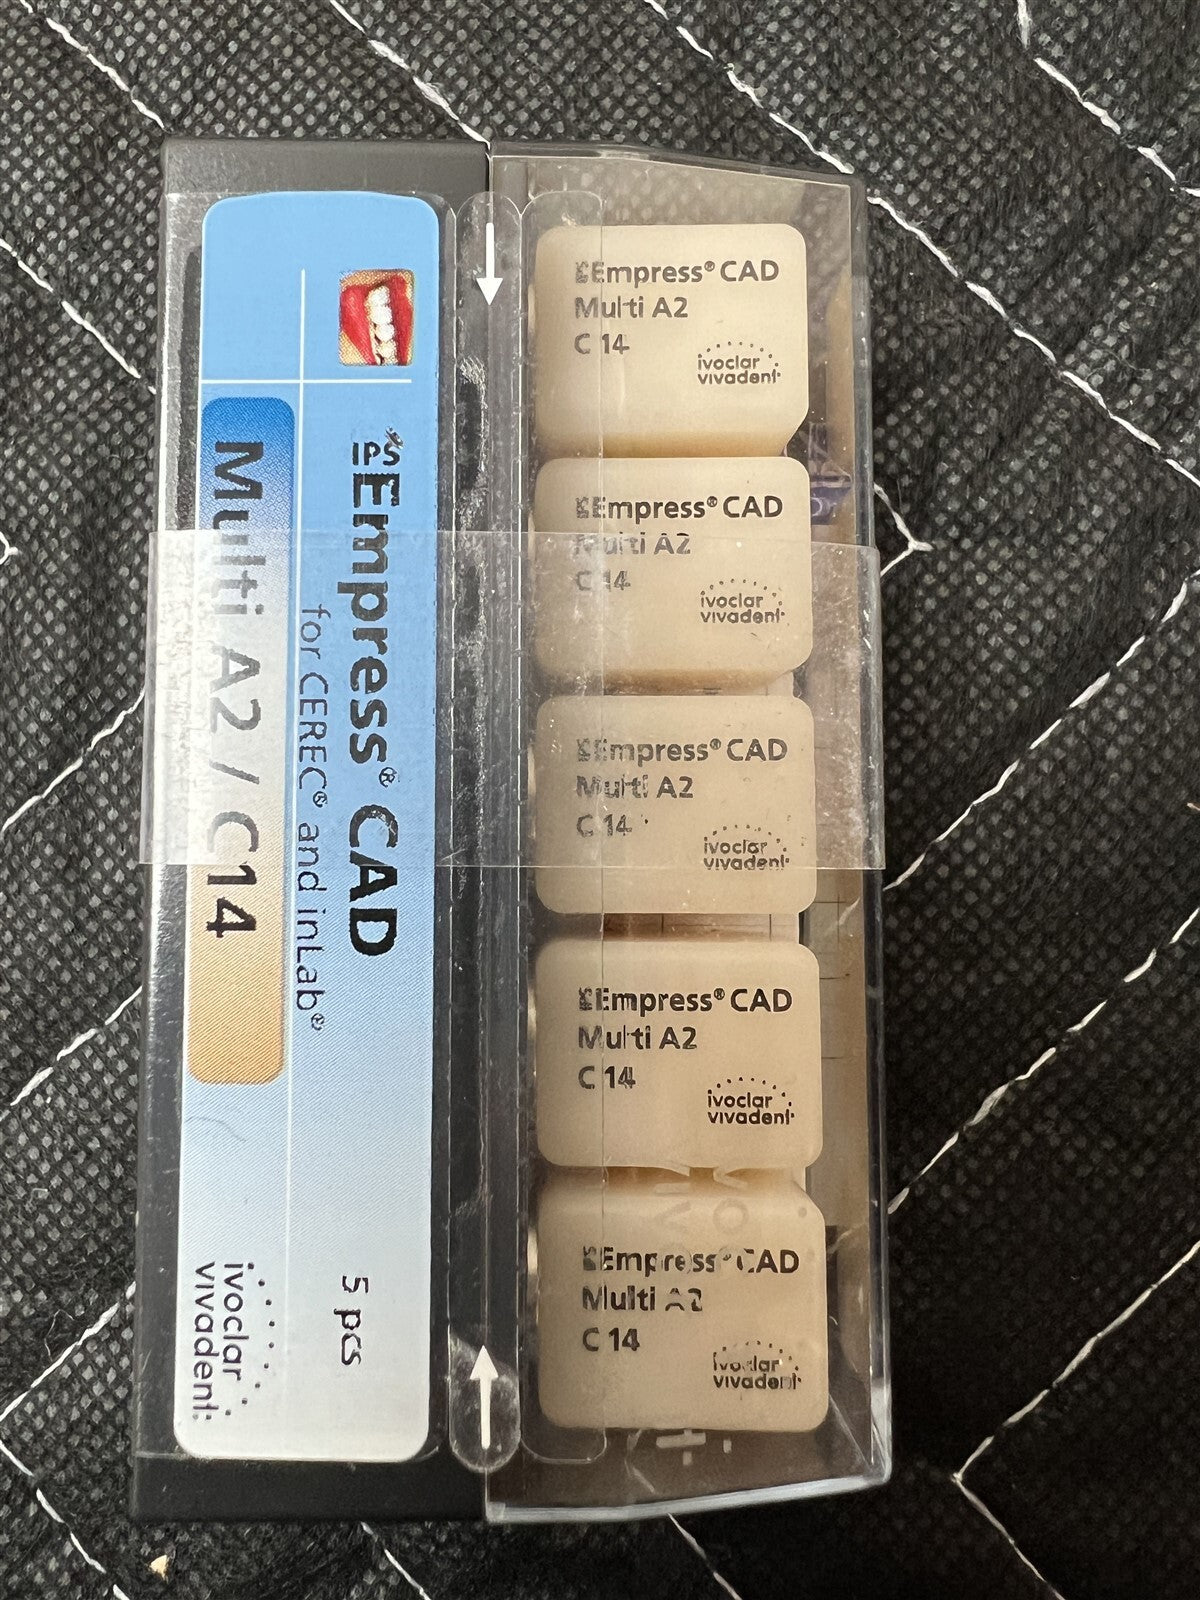 IPS Empress® CAD
for CEREC® and inLab®
Multi A2 / C14
5 pcs
ivoclar
vivadent
Empress® CAD
Multi A2
C 14
ivoclar
vivadent
Empress® CAD
Multi A2
C 14
ivoclar
vivadent
Empress® CAD
Multi A2
C 14
ivoclar
vivadent
Empress® CAD
Multi A2
C 14
ivoclar
vivadent
Empress® CAD
Multi A2
C 14
ivoclar
vivadent